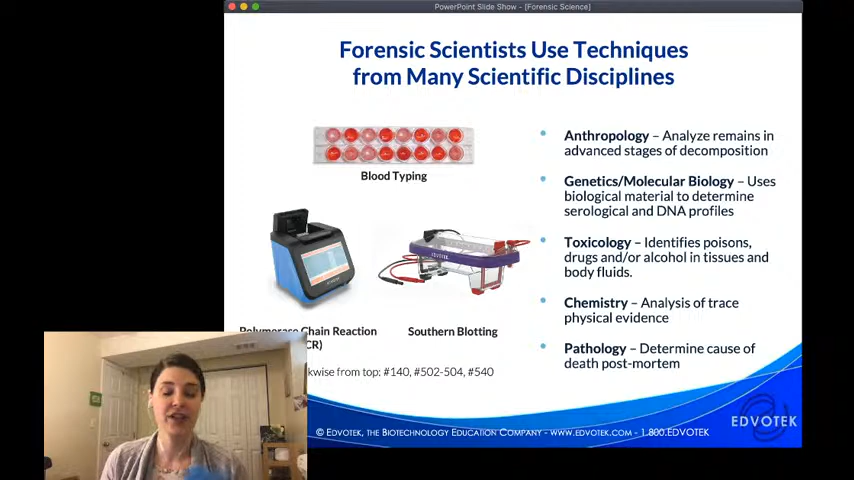 PowerPoint Slide Show - [Forensic Science]
Forensic Scientists Use Techniques
from Many Scientific Disciplines
Blood Typing
EDVOTEK
Polymerase Chain Reaction
CR)
Southern Blotting
kwise from top: #140, #502-504, #540
Anthropology – Analyze remains in
advanced stages of decomposition
Genetics/Molecular Biology – Uses
biological material to determine
serological and DNA profiles
Toxicology – Identifies poisons,
drugs and/or alcohol in tissues and
body fluids.
Chemistry – Analysis of trace
physical evidence
Pathology – Determine cause of
death post-mortem
EDVOTEK
© EDVOTEK, THE BIOTECHNOLOGY EDUCATION COMPANY - WWW.EDVOTEK.COM - 1.800.EDVOTEK